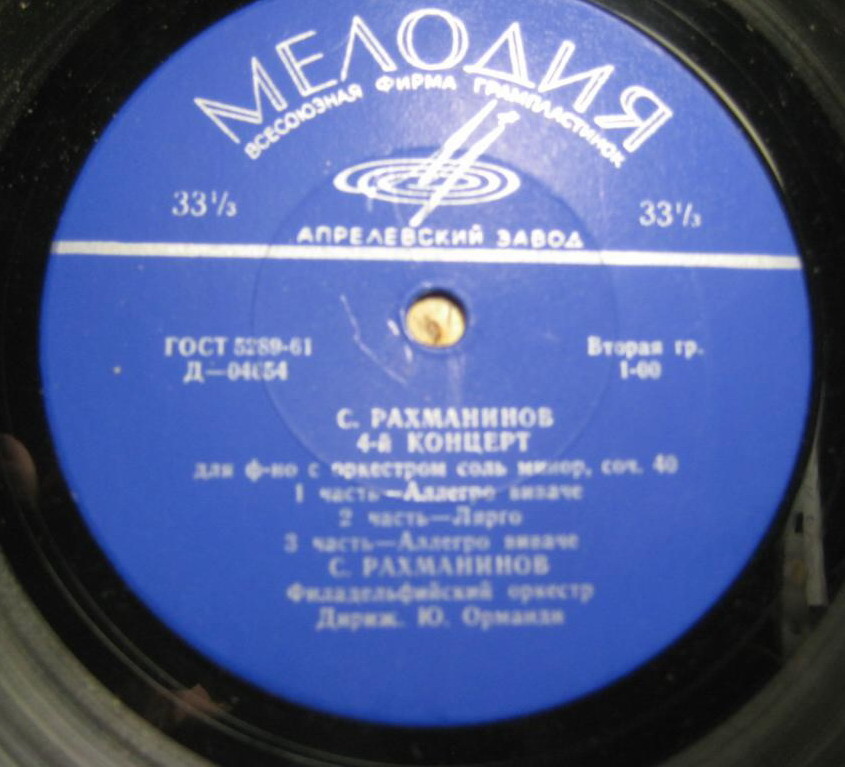 МЕЛОДИЯ
ВСЕСОЮЗНАЯ ФИРМА ГРАМПЛАСТИНОК
33⅓ 33⅓
АПРЕЛЕВСКИЙ ЗАВОД
ГОСТ 5289-61 Вторая гр.
Д—04654 1-00
С. РАХМАНИНОВ
4-й КОНЦЕРТ
для ф-но с оркестром соль минор, соч. 40
1 часть—Аллегро виваче
2 часть—Лярго
3 часть—Аллегро виваче
С. РАХМАНИНОВ
Филадельфийский оркестр
Дириж. Ю. Орманди